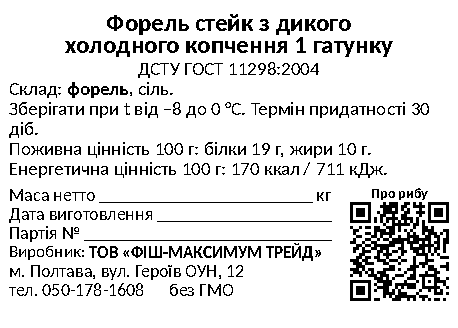 Форель стейк з дикого
холодного копчення 1 гатунку
ДСТУ ГОСТ 11298:2004
Склад: форель, сіль.
Зберігати при t від –8 до 0 °С. Термін придатності 30
діб.
Поживна цінність 100 г: білки 19 г, жири 10 г.
Енергетична цінність 100 г: 170 ккал / 711 кДж.
Маса нетто ________________________ кг
Дата виготовлення ___________________
Партія № ___________________________
Виробник: ТОВ «ФІШ-МАКСИМУМ ТРЕЙД»
м. Полтава, вул. Героїв ОУН, 12
тел. 050-178-1608 без ГМО
Про рибу